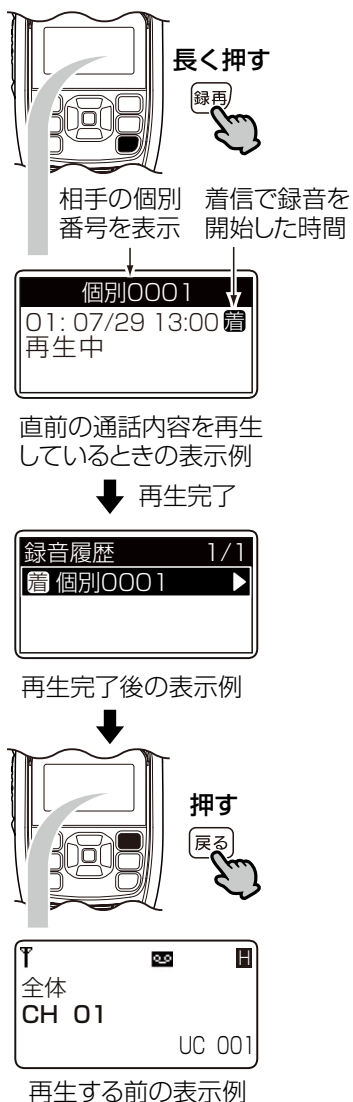 長く押す
録再
相手の個別
番号を表示
着信で録音を
開始した時間
個別0001
01: 07/29 13:00 着
再生中
直前の通話内容を再生
しているときの表示例
再生完了
録音履歴 1/1
着 個別0001
再生完了後の表示例
押す
戻る
H
全体
CH 01
UC 001
再生する前の表示例